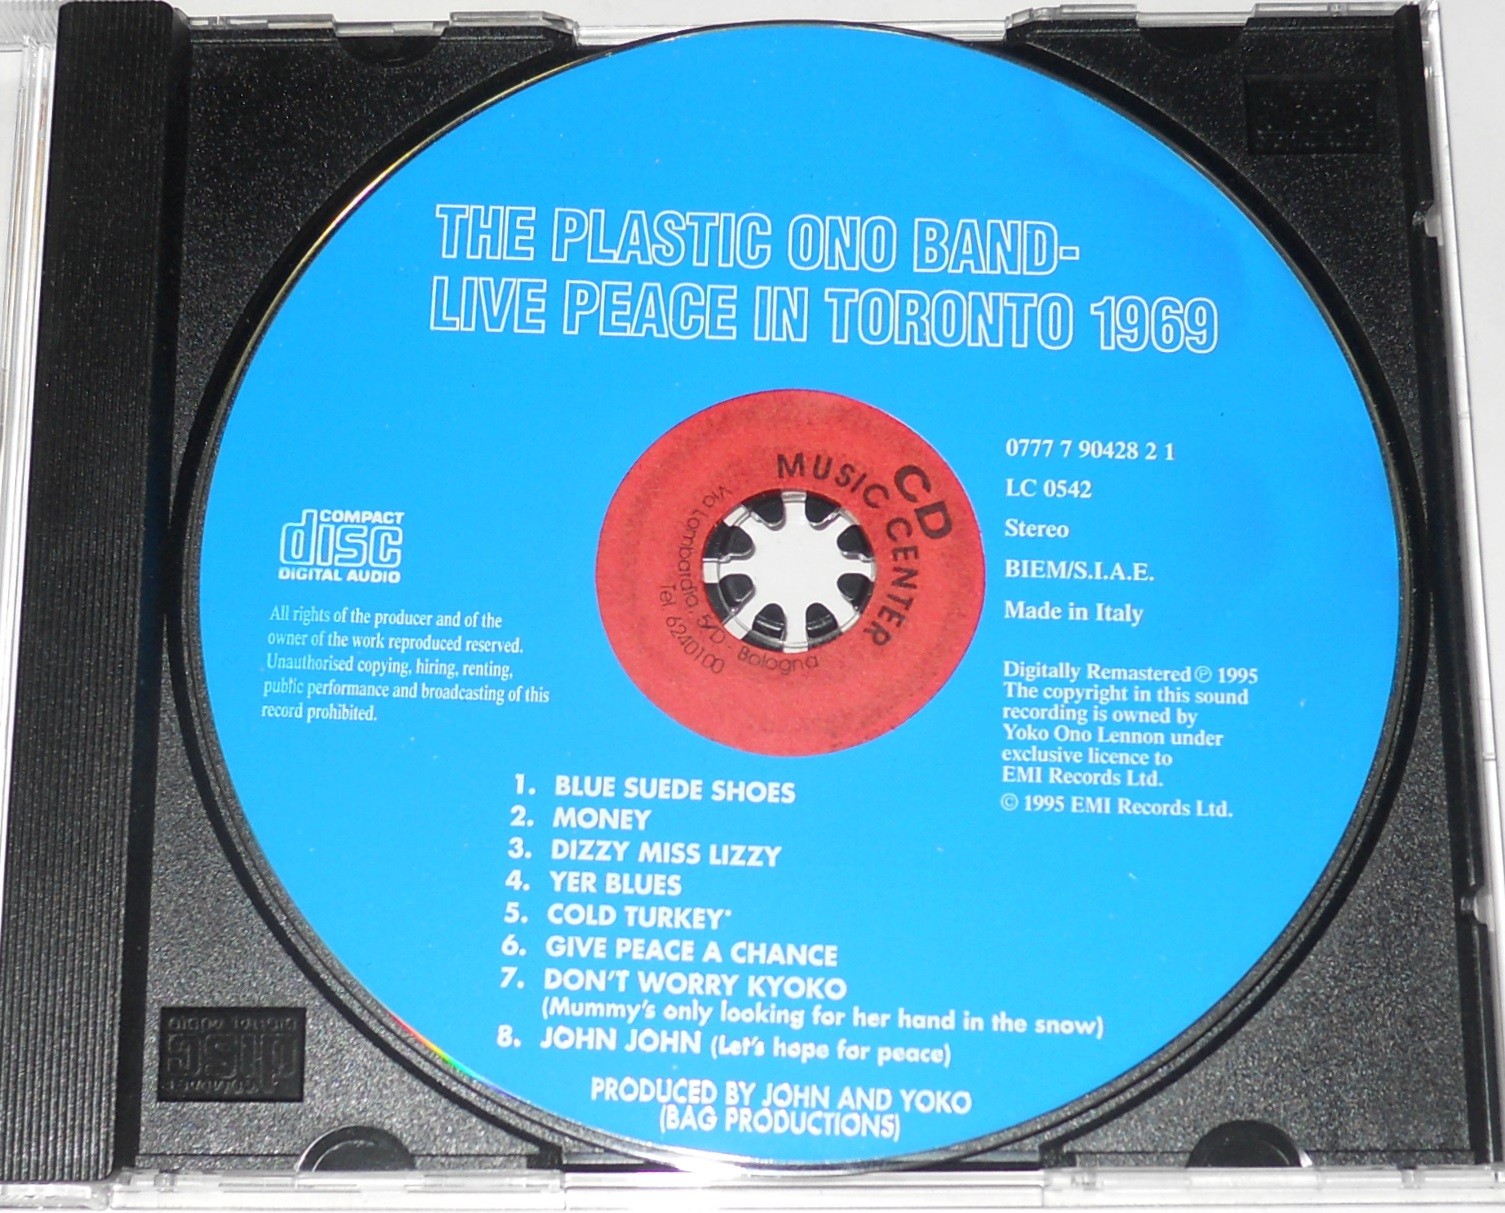 THE PLASTIC ONO BAND-
LIVE PEACE IN TORONTO 1969
CD
MUSIC CENTER
Via Lombardia, 5/D - Bologna
Tel. 6240100
0777 7 90428 2 1
LC 0542
Stereo
BIEM/S.I.A.E.
Made in Italy
COMPACT
disc
DIGITAL AUDIO
All rights of the producer and of the
owner of the work reproduced reserved.
Unauthorised copying, hiring, renting,
public performance and broadcasting of this
record prohibited.
Digitally Remastered ℗ 1995
The copyright in this sound
recording is owned by
Yoko Ono Lennon under
exclusive licence to
EMI Records Ltd.
© 1995 EMI Records Ltd.
1. BLUE SUEDE SHOES
2. MONEY
3. DIZZY MISS LIZZY
4. YER BLUES
5. COLD TURKEY*
6. GIVE PEACE A CHANCE
7. DON'T WORRY KYOKO
(Mummy's only looking for her hand in the snow)
8. JOHN JOHN (Let's hope for peace)
PRODUCED BY JOHN AND YOKO
(BAG PRODUCTIONS)
COMPACT
disc
DIGITAL AUDIO